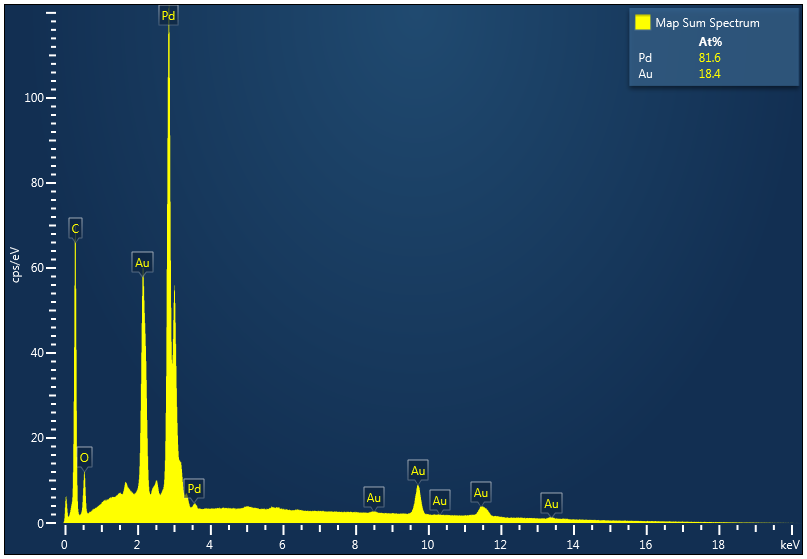 Pd
Map Sum Spectrum
At%
Pd 81.6
Au 18.4
100
80
C
Au
60
cps/eV
40
20
O
Pd
Au
Au
Au
Au
Au
0
0 2 4 6 8 10 12 14 16 18 keV